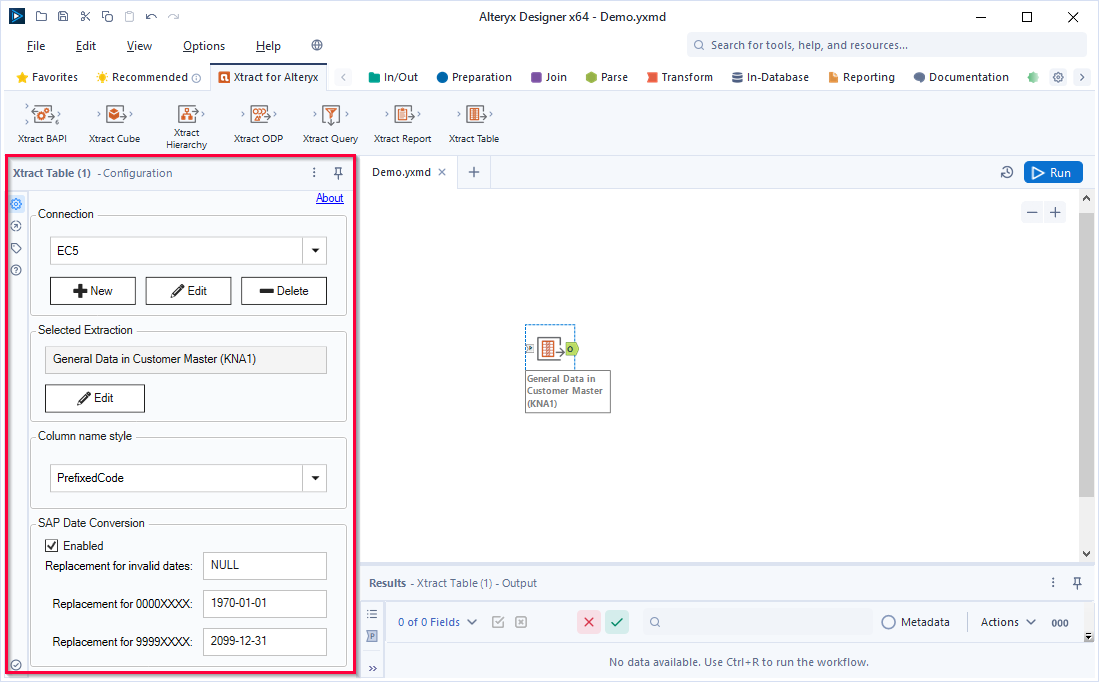 Alteryx Designer x64 - Demo.yxmd
File Edit View Options Help
Search for tools, help, and resources...
Favorites Recommended Xtract for Alteryx In/Out Preparation Join Parse Transform In-Database Reporting Documentation
Xtract BAPI Xtract Cube Xtract Hierarchy Xtract ODP Xtract Query Xtract Report Xtract Table
Xtract Table (1) - Configuration
Demo.yxmd
Run
About
Connection
EC5
New Edit Delete
Selected Extraction
General Data in Customer Master (KNA1)
Edit
Column name style
PrefixedCode
SAP Date Conversion
Enabled
Replacement for invalid dates: NULL
Replacement for 0000XXXX: 1970-01-01
Replacement for 9999XXXX: 2099-12-31
O
General Data in
Customer Master
(KNA1)
Results - Xtract Table (1) - Output
0 of 0 Fields Metadata Actions 000
P
No data available. Use Ctrl+R to run the workflow.